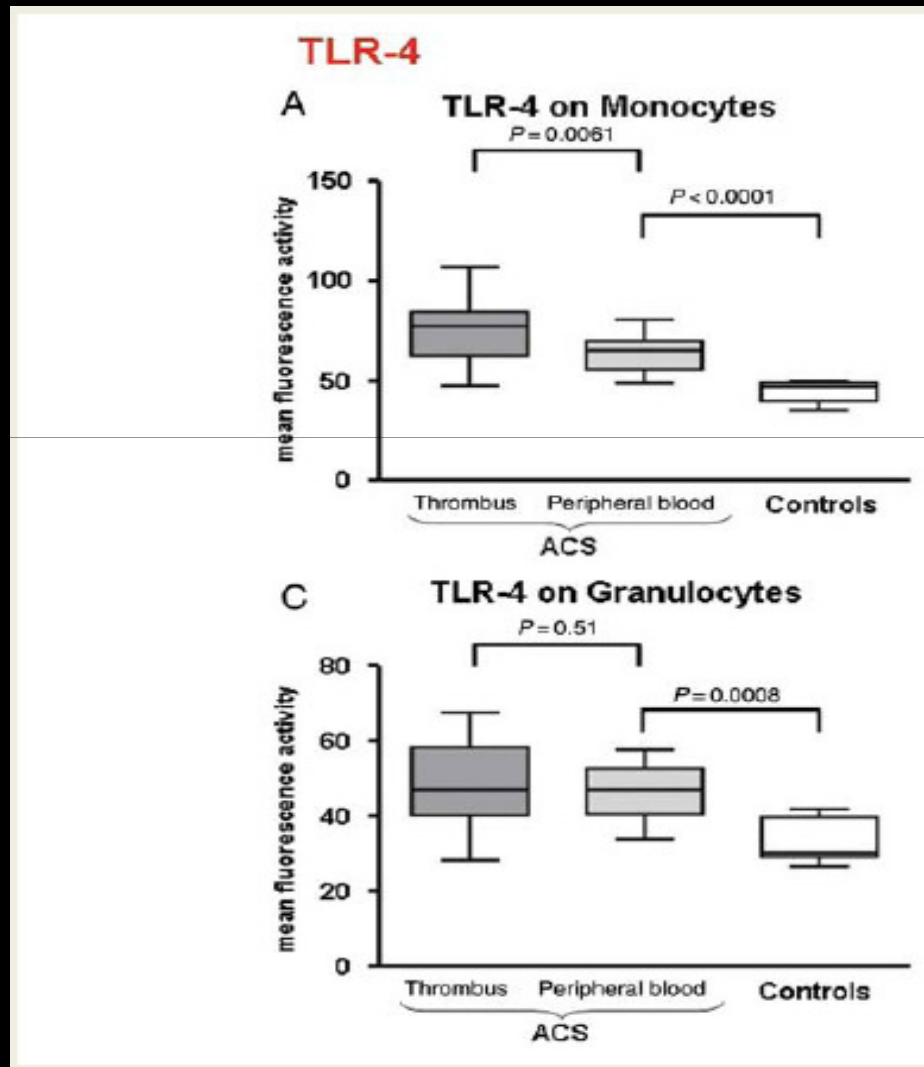 TLR-4
A
TLR-4 on Monocytes
P = 0.0061
P < 0.0001
mean fluorescence activity
150
100
50
0
Thrombus
Peripheral blood
Controls
ACS
C
TLR-4 on Granulocytes
P = 0.51
P = 0.0008
mean fluorescence activity
80
60
40
20
0
Thrombus
Peripheral blood
Controls
ACS